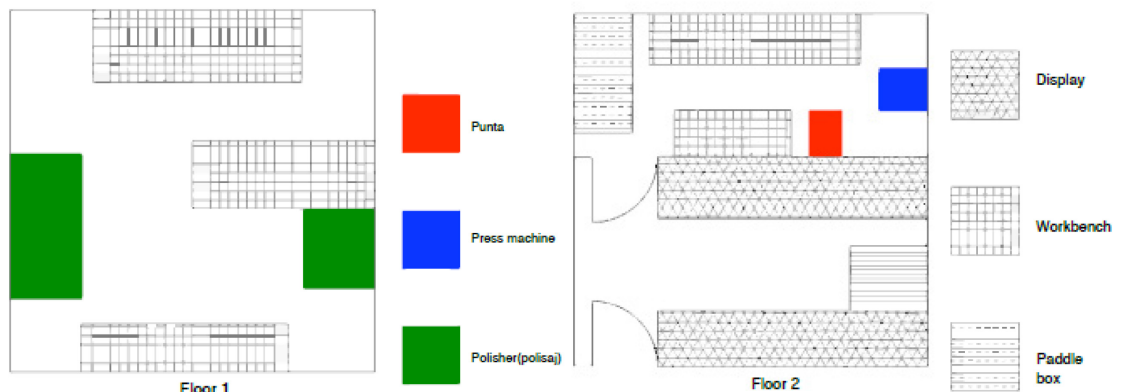 Punta
Press machine
Polisher(polisaj)
Floor 1
Floor 2
Display
Workbench
Paddle
box